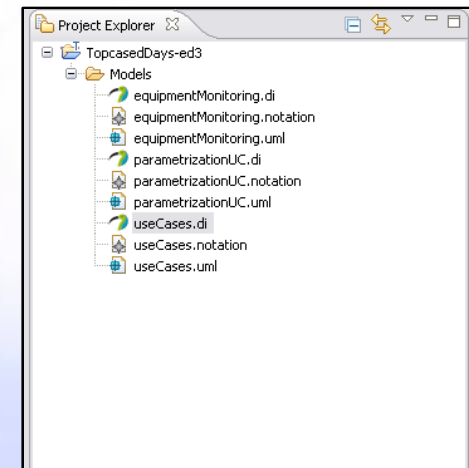 Project Explorer
TopcasedDays-ed3
Models
equipmentMonitoring.di
equipmentMonitoring.notation
equipmentMonitoring.uml
parametrizationUC.di
parametrizationUC.notation
parametrizationUC.uml
useCases.di
useCases.notation
useCases.uml